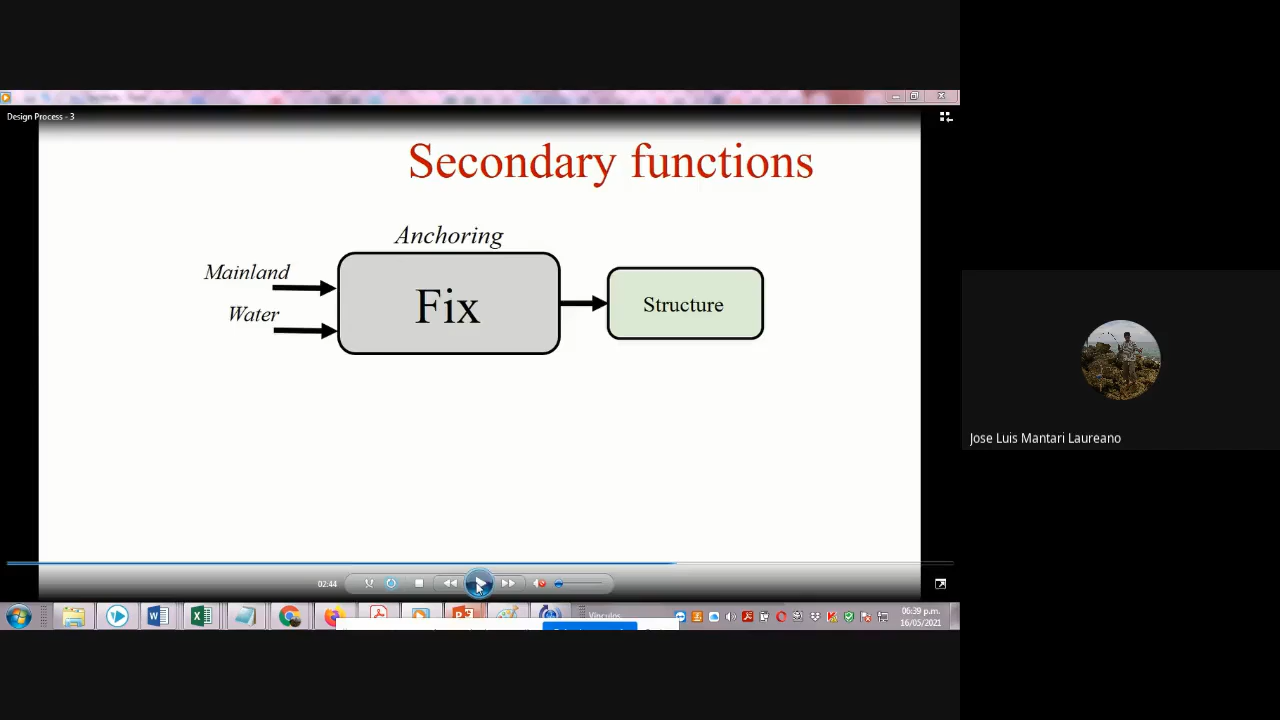 Design Process - 3
Secondary functions
Anchoring
Mainland
Water
Fix
Structure
Jose Luis Mantari Laureano
02:44
Vinculos
06:39 p.m.
16/05/2021